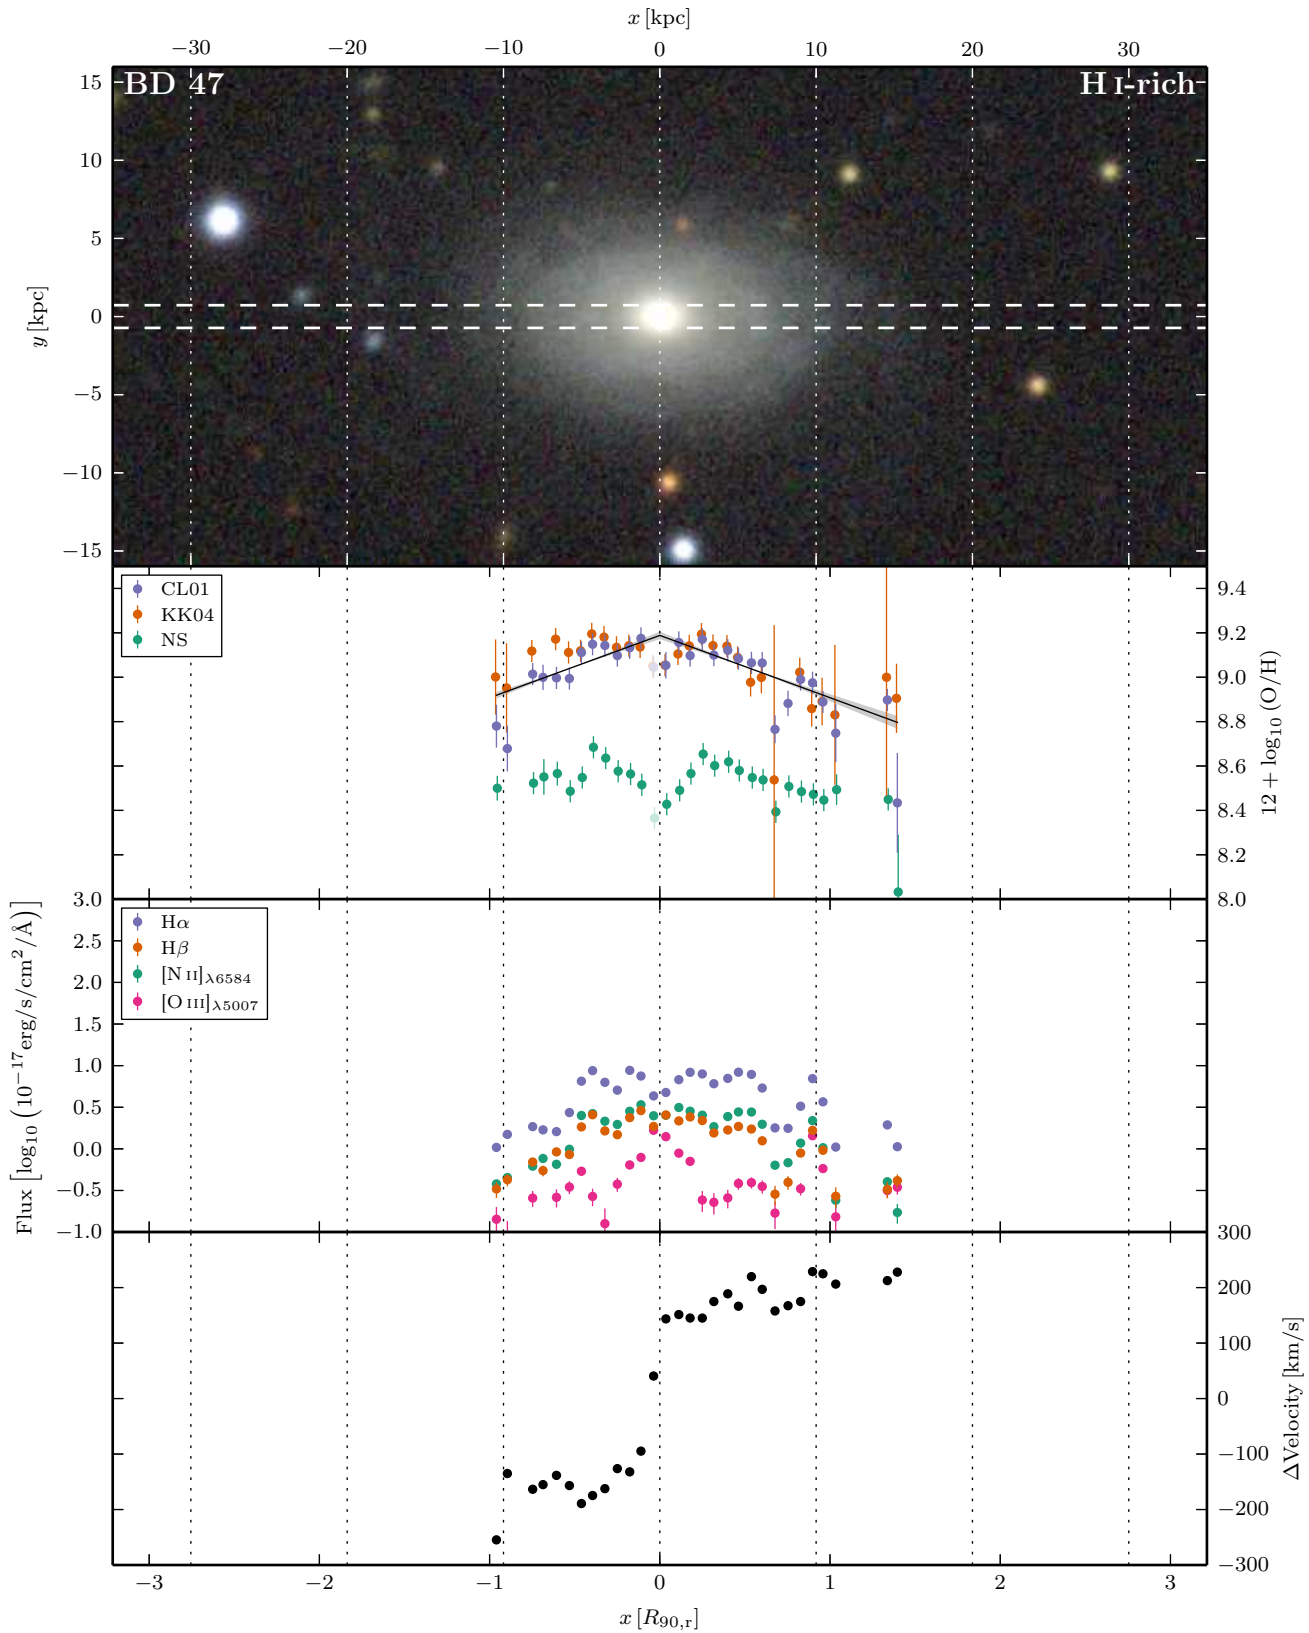 x [kpc]
−30 −20 −10 0 10 20 30
BD 47 H I-rich
15
10
5
0
−5
−10
−15
y [kpc]
CL01
KK04
NS
9.4
9.2
9.0
8.8
8.6
8.4
8.2
8.0
12 + log₁₀ (O/H)
Hα
Hβ
[N II]λ6584
[O III]λ5007
3.0
2.5
2.0
1.5
1.0
0.5
0.0
−0.5
−1.0
Flux [log₁₀ (10⁻¹⁷erg/s/cm²/Å)]
300
200
100
0
−100
−200
−300
ΔVelocity [km/s]
−3 −2 −1 0 1 2 3
x [R₉₀,ᵣ]